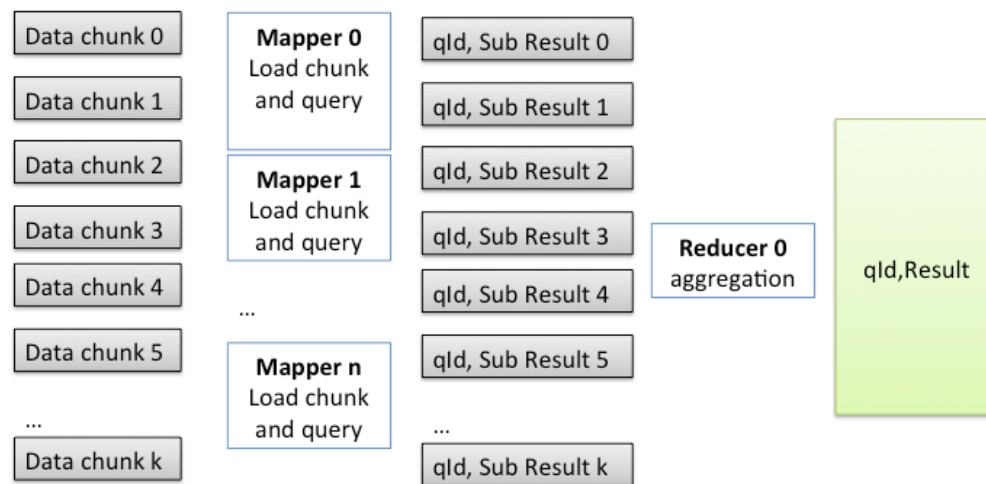 Data chunk 0
Data chunk 1
Data chunk 2
Data chunk 3
Data chunk 4
Data chunk 5
...
Data chunk k
Mapper 0
Load chunk
and query
Mapper 1
Load chunk
and query
...
Mapper n
Load chunk
and query
qId, Sub Result 0
qId, Sub Result 1
qId, Sub Result 2
qId, Sub Result 3
qId, Sub Result 4
qId, Sub Result 5
...
qId, Sub Result k
Reducer 0
aggregation
qId,Result